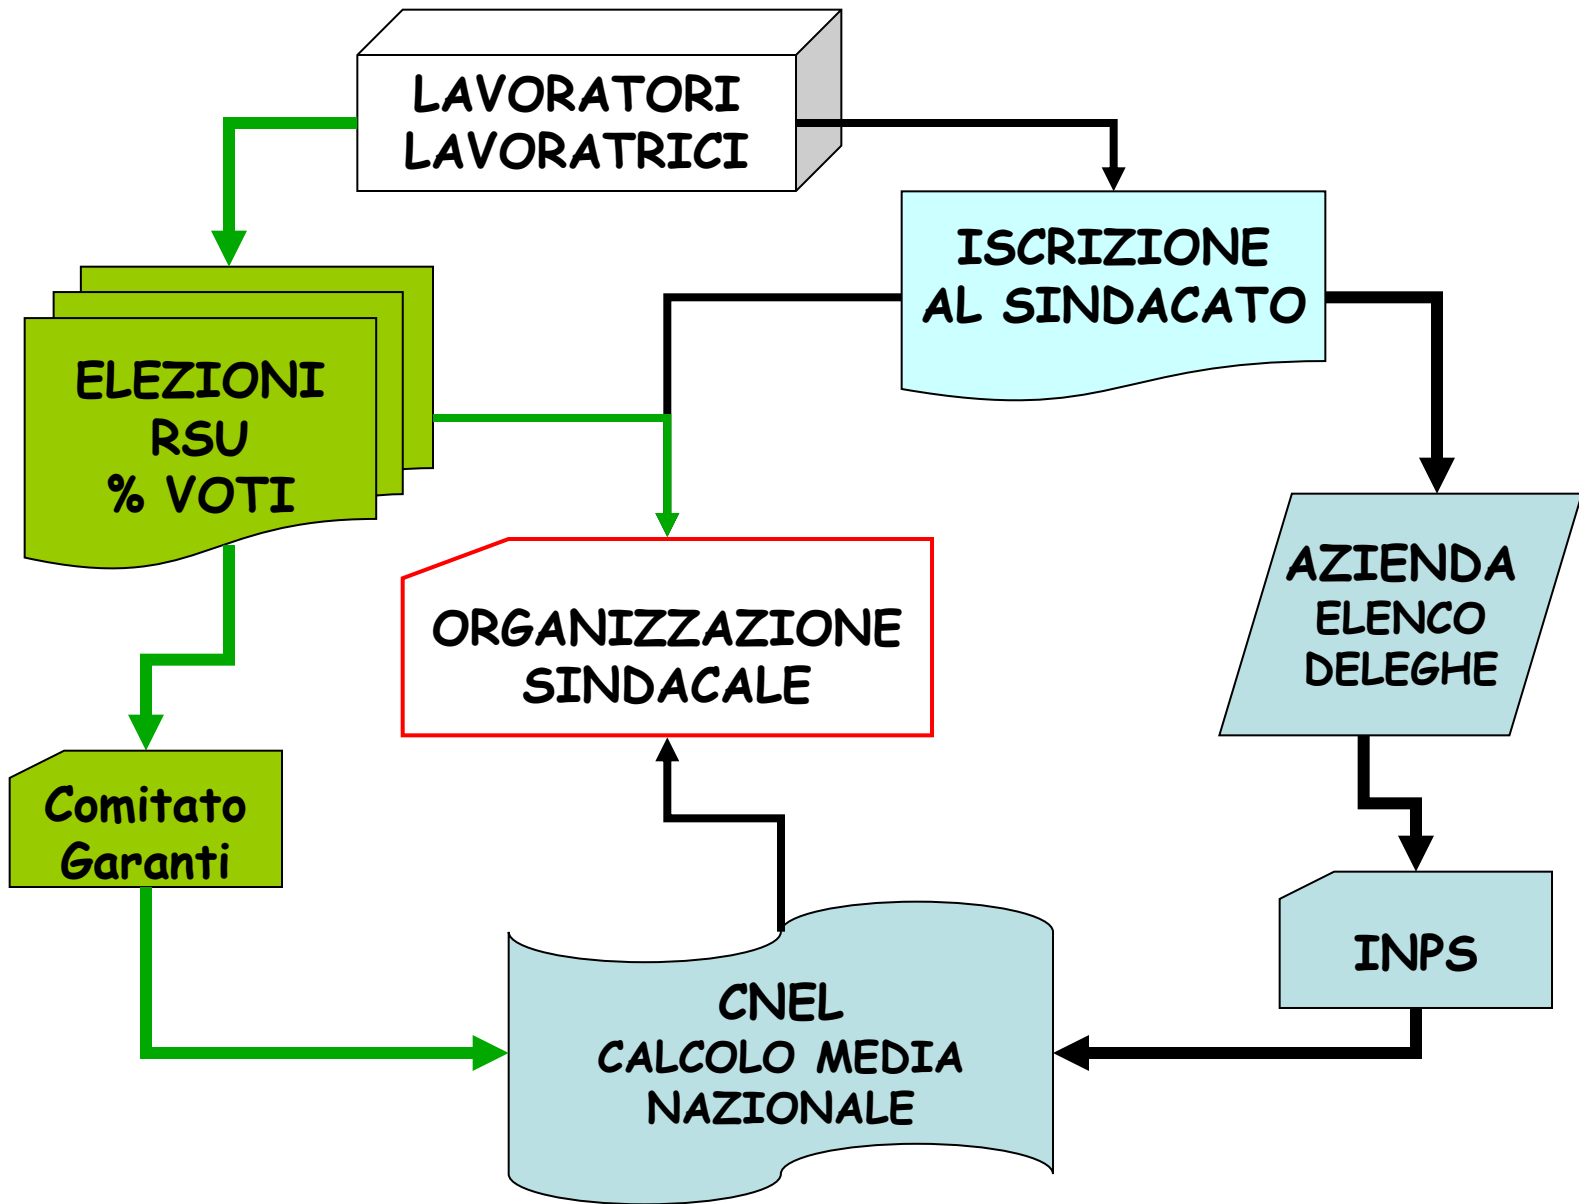 LAVORATORI
LAVORATRICI
ISCRIZIONE
AL SINDACATO
ELEZIONI
RSU
% VOTI
ORGANIZZAZIONE
SINDACALE
AZIENDA
ELENCO
DELEGHE
Comitato
Garanti
INPS
CNEL
CALCOLO MEDIA
NAZIONALE